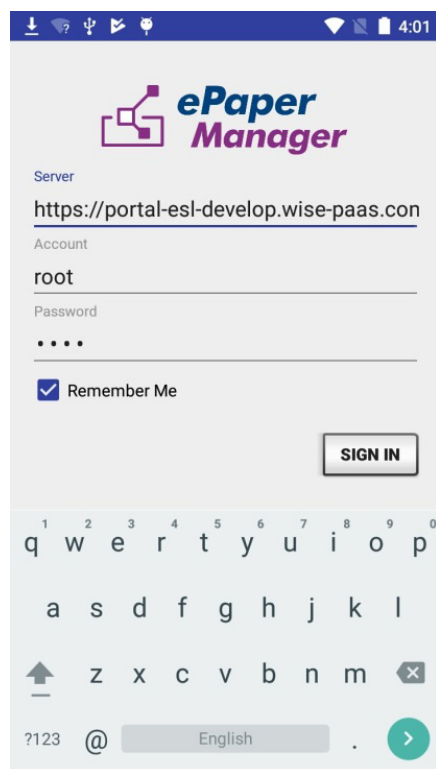 4:01
ePaper
Manager
Server
https://portal-esl-develop.wise-paas.con
Account
root
Password
••••
Remember Me
SIGN IN
1 2 3 4 5 6 7 8 9 0
q w e r t y u i o p
a s d f g h j k l
z x c v b n m
?123 @ English .